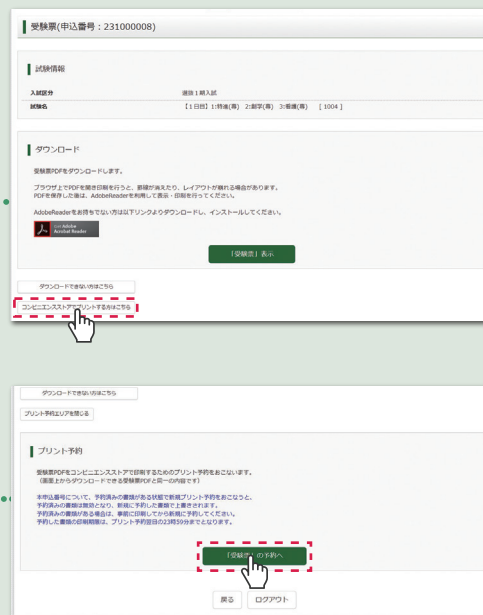 受験票(申込番号：231000008)
試験情報
入試区分 選抜１期入試
試験名 【１日目】1:特進(専) 2:創学(専) 3:看護(専) [ 1004 ]
ダウンロード
受験票PDFをダウンロードします。
ブラウザ上でPDFを開き印刷を行うと、罫線が消えたり、レイアウトが崩れる場合があります。
PDFを保存した後は、AdobeReaderを利用して表示・印刷を行ってください。
AdobeReaderをお持ちでない方は以下リンクよりダウンロードし、インストールしてください。
Get Adobe
Acrobat Reader
「受験票」表示
ダウンロードできない方はこちら
コンビニエンスストアでプリントする方はこちら
ダウンロードできない方はこちら
プリント予約エリアを閉じる
プリント予約
受験票PDFをコンビニエンスストアで印刷するためのプリント予約をおこないます。
（画面上からダウンロードできる受験票PDFと同一の内容です）
本申込番号について、予約済みの書類がある状態で新規プリント予約をおこなうと、
予約済みの書類は無効となり、新規に予約した書類で上書きされます。
予約済みの書類がある場合は、事前に印刷してから新規に予約してください。
予約した書類の印刷期限は、プリント予約翌日の23時59分までとなります。
「受験票」の予約へ
戻る ログアウト